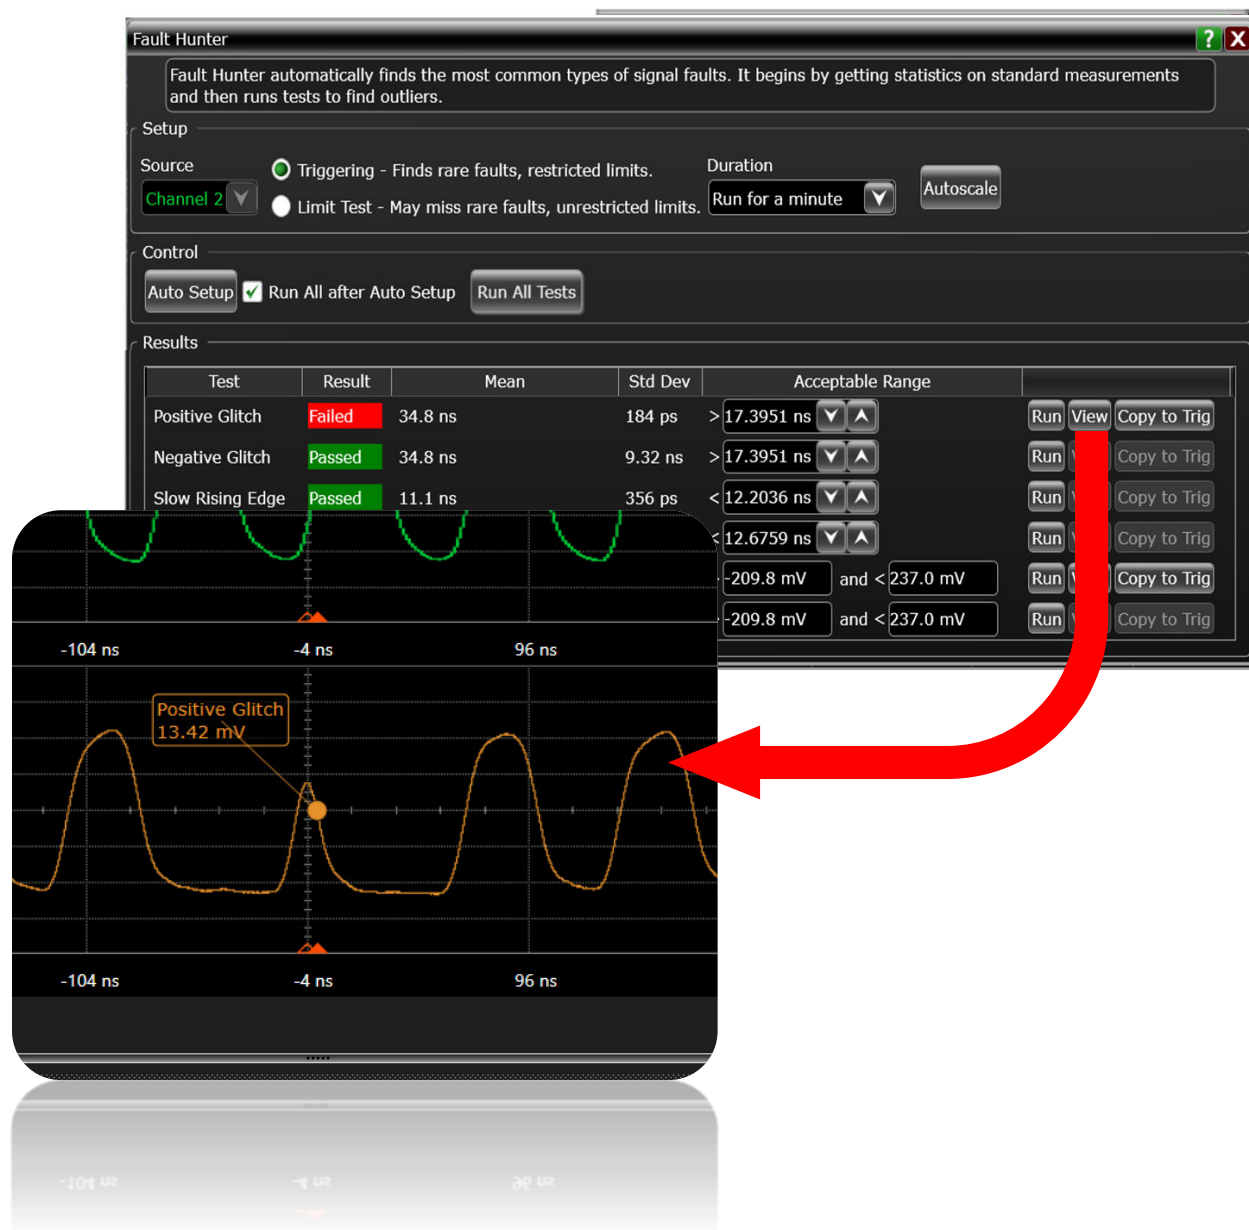 Fault Hunter
? X
Fault Hunter automatically finds the most common types of signal faults. It begins by getting statistics on standard measurements
and then runs tests to find outliers.
Setup
Source
Channel 2
Triggering - Finds rare faults, restricted limits.
Limit Test - May miss rare faults, unrestricted limits.
Duration
Run for a minute
Autoscale
Control
Auto Setup
Run All after Auto Setup
Run All Tests
Results
Test Result Mean Std Dev Acceptable Range
Positive Glitch Failed 34.8 ns 184 ps > 17.3951 ns Run View Copy to Trig
Negative Glitch Passed 34.8 ns 9.32 ns > 17.3951 ns Run Copy to Trig
Slow Rising Edge Passed 11.1 ns 356 ps < 12.2036 ns Run Copy to Trig
< 12.6759 ns Run Copy to Trig
-209.8 mV and < 237.0 mV Run Copy to Trig
-209.8 mV and < 237.0 mV Run Copy to Trig
-104 ns -4 ns 96 ns
Positive Glitch
13.42 mV
-104 ns -4 ns 96 ns